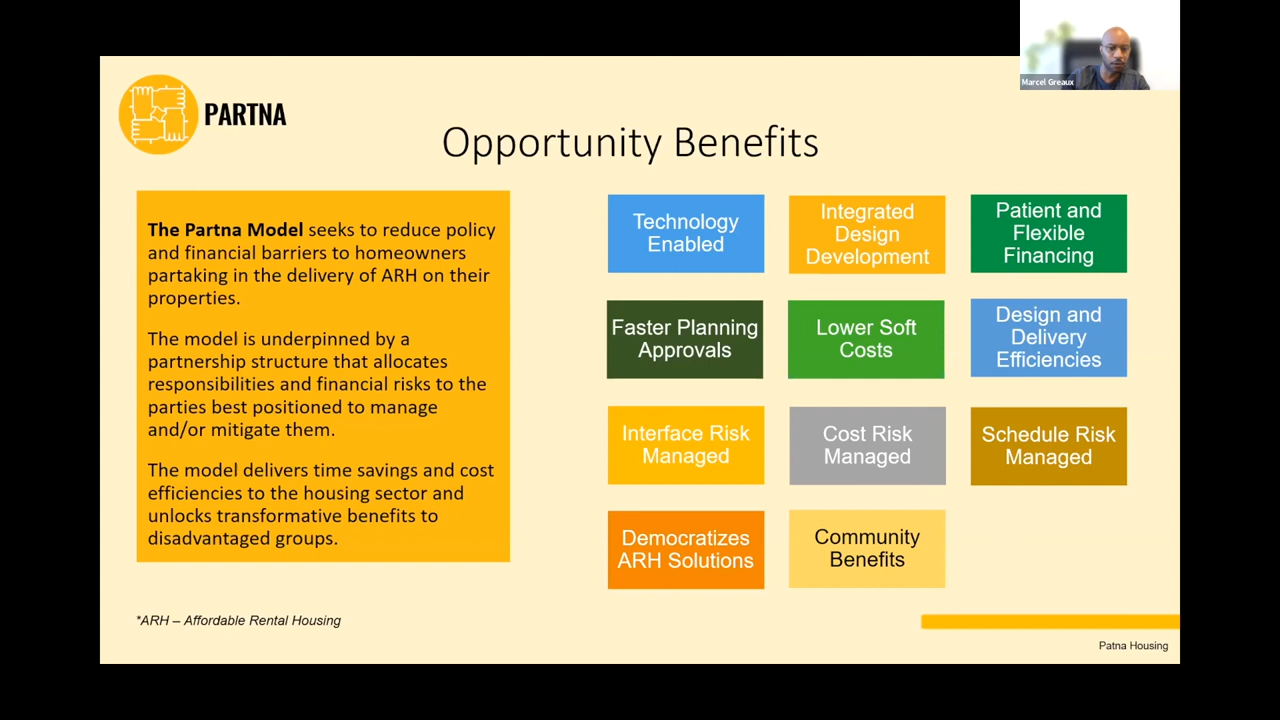 Marcel Greaux
PARTNA
Opportunity Benefits
The Partna Model seeks to reduce policy
and financial barriers to homeowners
partaking in the delivery of ARH on their
properties.
The model is underpinned by a
partnership structure that allocates
responsibilities and financial risks to the
parties best positioned to manage
and/or mitigate them.
The model delivers time savings and cost
efficiencies to the housing sector and
unlocks transformative benefits to
disadvantaged groups.
Technology
Enabled
Integrated
Design
Development
Patient and
Flexible
Financing
Faster Planning
Approvals
Lower Soft
Costs
Design and
Delivery
Efficiencies
Interface Risk
Managed
Cost Risk
Managed
Schedule Risk
Managed
Democratizes
ARH Solutions
Community
Benefits
*ARH – Affordable Rental Housing
Patna Housing